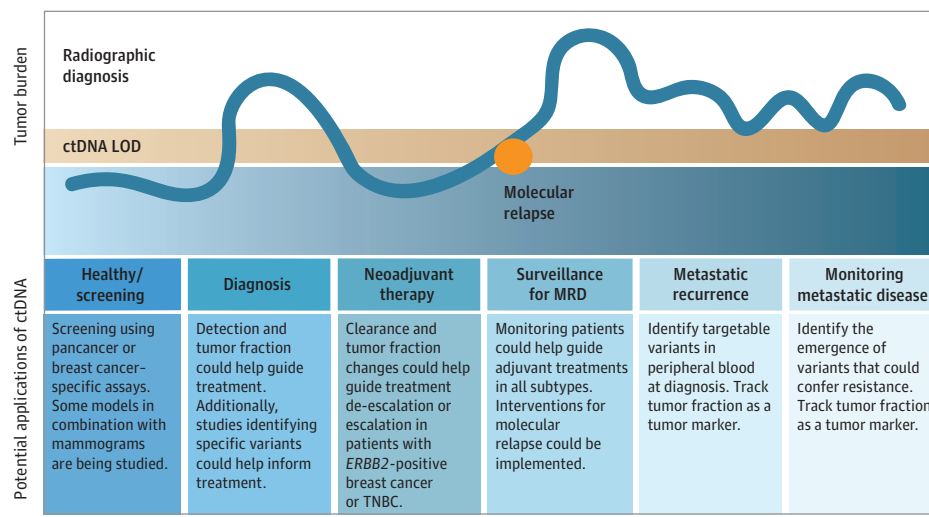 Tumor burden
Radiographic
diagnosis
ctDNA LOD
Molecular
relapse
Potential applications of ctDNA
Healthy/
screening
Screening using
pancancer or
breast cancer-
specific assays.
Some models in
combination with
mammograms
are being studied.
Diagnosis
Detection and
tumor fraction
could help guide
treatment.
Additionally,
studies identifying
specific variants
could help inform
treatment.
Neoadjuvant
therapy
Clearance and
tumor fraction
changes could help
guide treatment
de-escalation or
escalation in
patients with
ERBB2-positive
breast cancer
or TNBC.
Surveillance
for MRD
Monitoring patients
could help guide
adjuvant treatments
in all subtypes.
Interventions for
molecular
relapse could be
implemented.
Metastatic
recurrence
Identify targetable
variants in
peripheral blood
at diagnosis. Track
tumor fraction as a
tumor marker.
Monitoring
metastatic disease
Identify the
emergence of
variants that could
confer resistance.
Track tumor fraction
as a tumor marker.